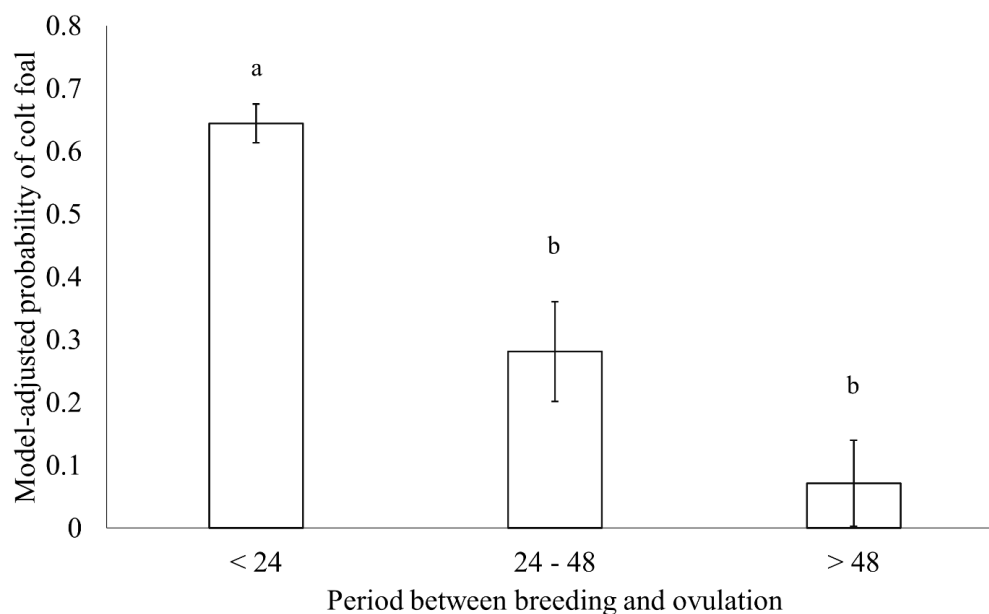 Model-adjusted probability of colt foal
0.8
0.7
0.6
0.5
0.4
0.3
0.2
0.1
0
a
b
b
< 24
24 - 48
> 48
Period between breeding and ovulation